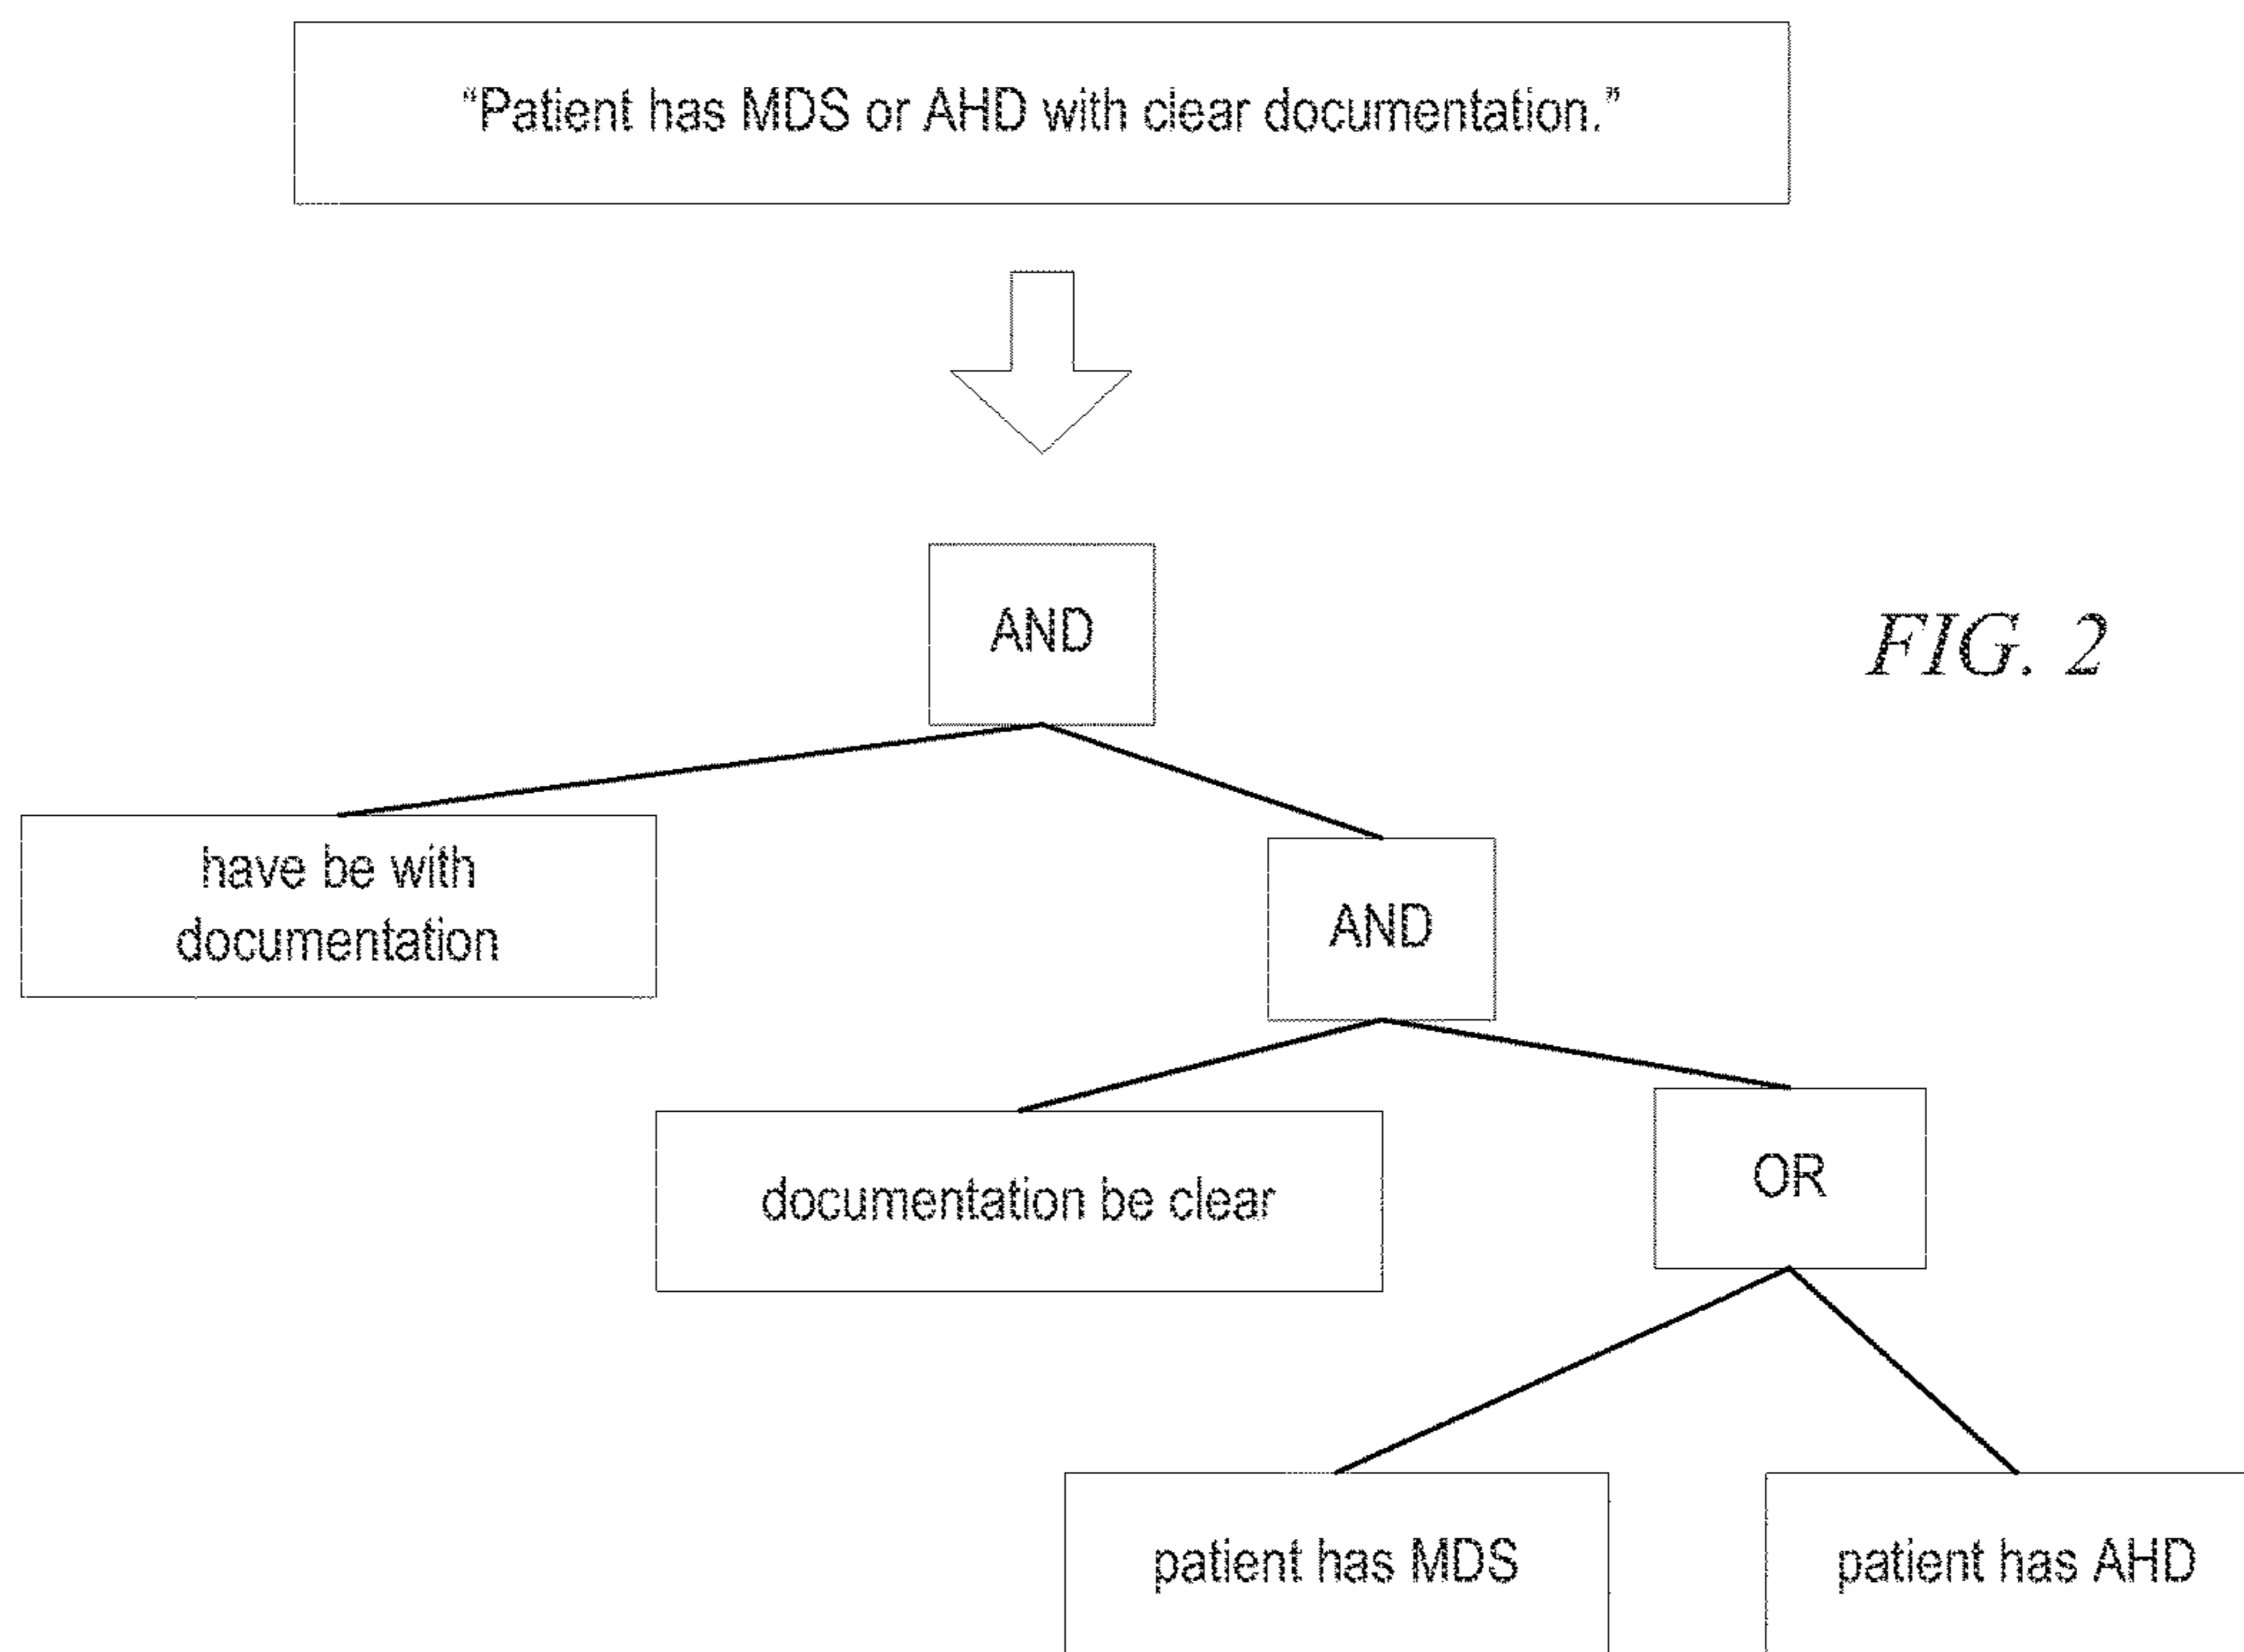 “Patient has MDS or AHD with clear documentation.”
AND
FIG. 2
have be with
documentation
AND
documentation be clear
OR
patient has MDS
patient has AHD